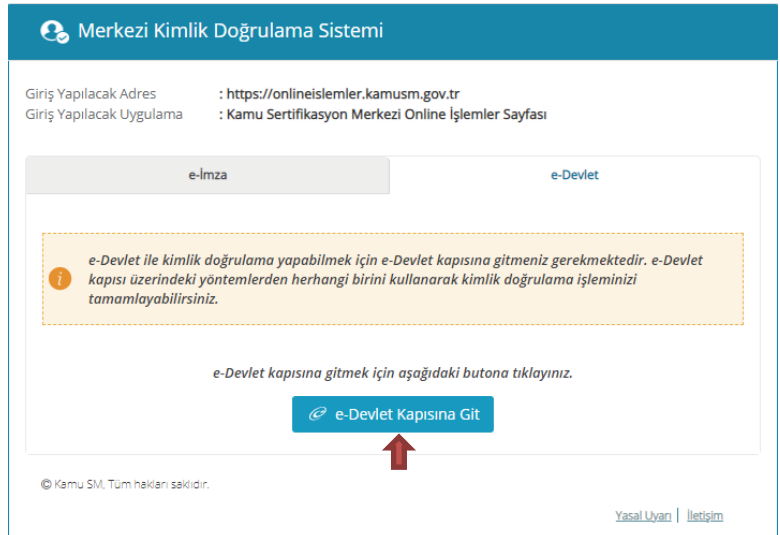 Merkezi Kimlik Doğrulama Sistemi
Giriş Yapılacak Adres : https://onlineislemler.kamusm.gov.tr
Giriş Yapılacak Uygulama : Kamu Sertifikasyon Merkezi Online İşlemler Sayfası
e-İmza e-Devlet
e-Devlet ile kimlik doğrulama yapabilmek için e-Devlet kapısına gitmeniz gerekmektedir. e-Devlet
kapısı üzerindeki yöntemlerden herhangi birini kullanarak kimlik doğrulama işleminizi
tamamlayabilirsiniz.
e-Devlet kapısına gitmek için aşağıdaki butona tıklayınız.
e-Devlet Kapısına Git
© Kamu SM, Tüm hakları saklıdır.
Yasal Uyarı | İletişim